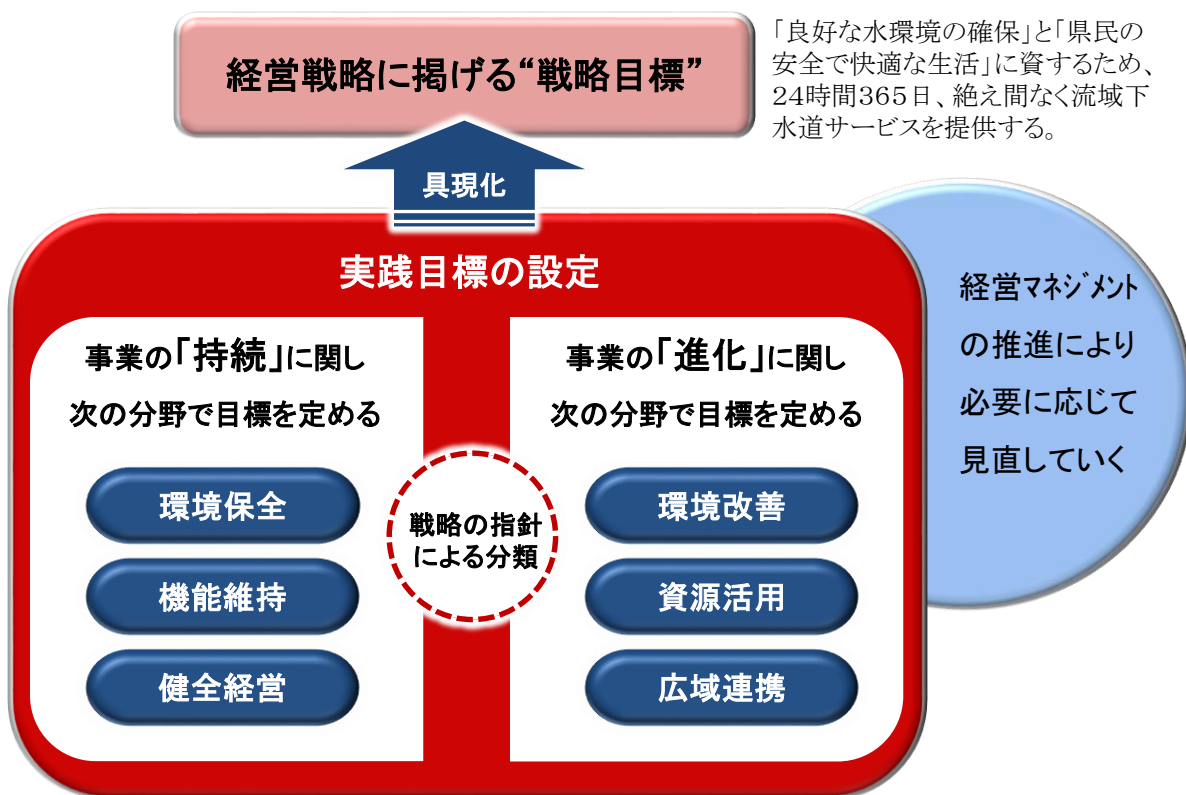 経営戦略に掲げる“戦略目標”
「良好な水環境の確保」と「県民の
安全で快適な生活」に資するため、
24時間365日、絶え間なく流域下
水道サービスを提供する。
具現化
実践目標の設定
事業の「持続」に関し
次の分野で目標を定める
環境保全
機能維持
健全経営
戦略の指針
による分類
事業の「進化」に関し
次の分野で目標を定める
環境改善
資源活用
広域連携
経営マネジメント
の推進により
必要に応じて
見直していく